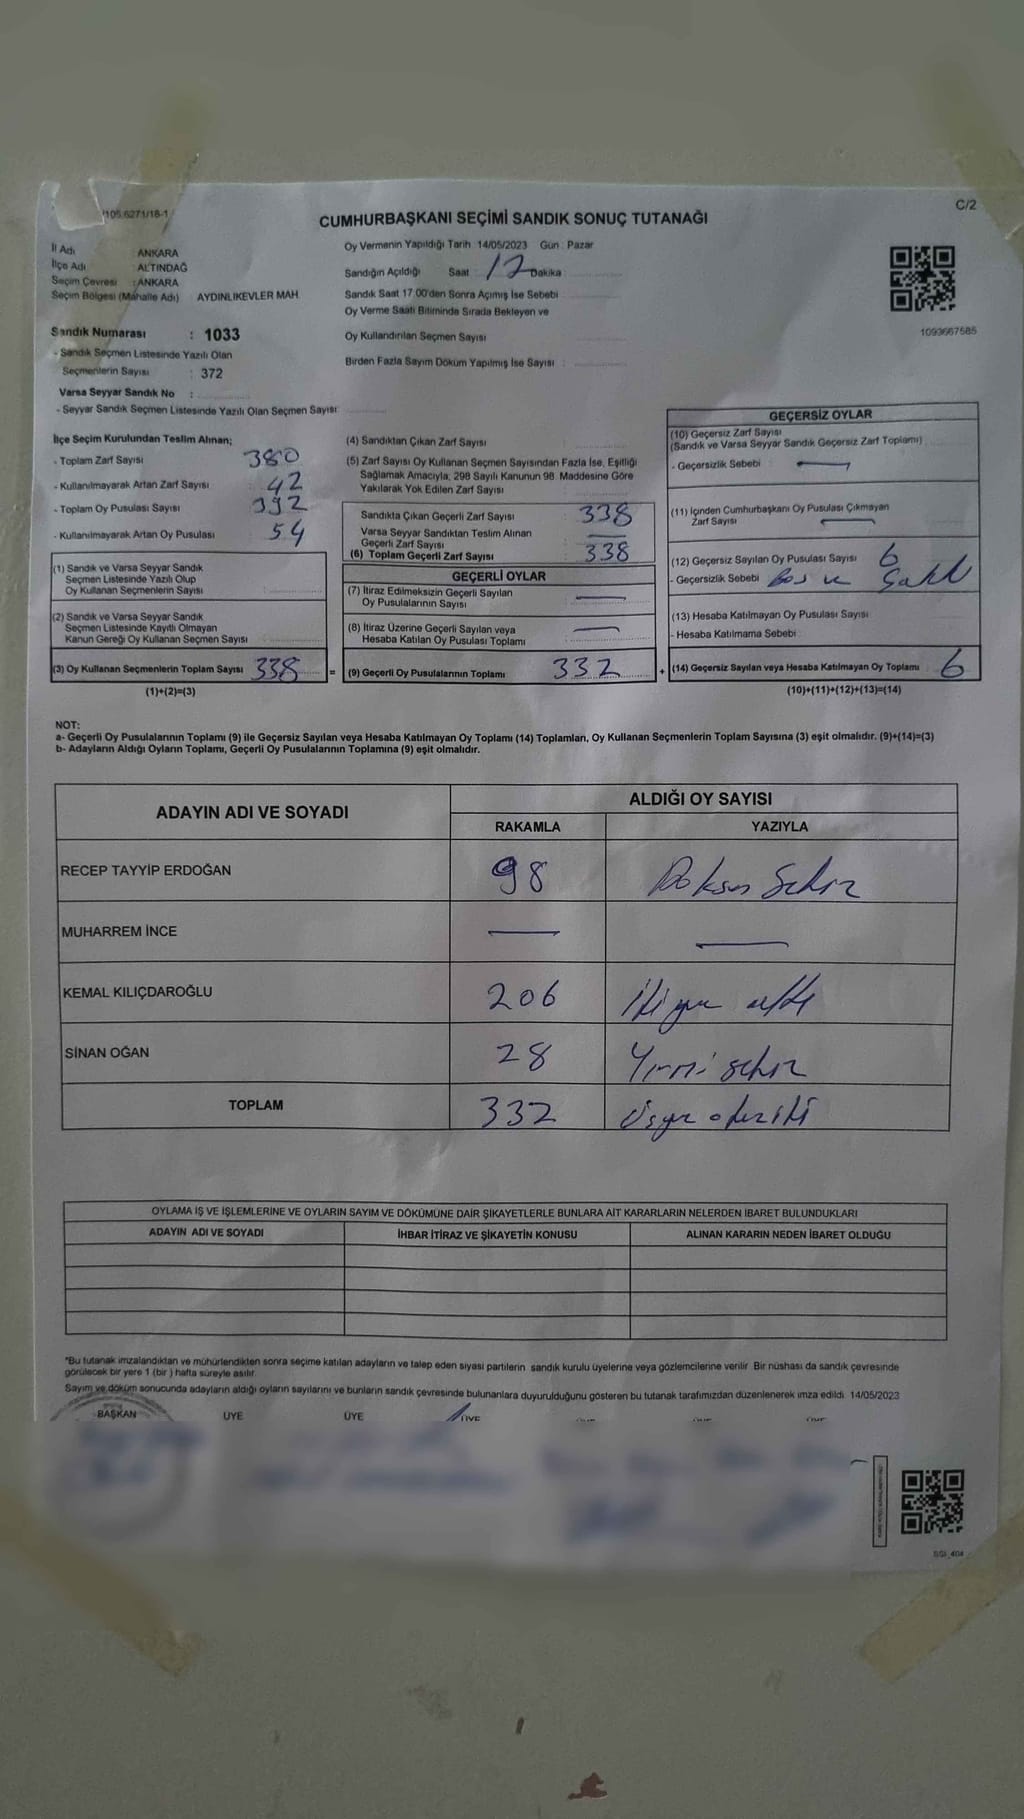 105.6271/18-1
C/2
CUMHURBAŞKANI SEÇİMİ SANDIK SONUÇ TUTANAĞI
İl Adı : ANKARA
İlçe Adı : ALTINDAĞ
Seçim Çevresi : ANKARA
Seçim Bölgesi (Mahalle Adı) AYDINLIKEVLER MAH.
Sandık Numarası : 1033
- Sandık Seçmen Listesinde Yazılı Olan
Seçmenlerin Sayısı : 372
Varsa Seyyar Sandık No :
- Seyyar Sandık Seçmen Listesinde Yazılı Olan Seçmen Sayısı
Oy Vermenin Yapıldığı Tarih 14/05/2023 Gün : Pazar
Sandığın Açıldığı Saat : 17 Dakika
Sandık Saat 17:00'den Sonra Açımış İse Sebebi
Oy Verme Saati Bitiminde Sırada Bekleyen ve
Oy Kullandırılan Seçmen Sayısı
Birden Fazla Sayım Döküm Yapılmış İse Sayısı :
1093667585
İlçe Seçim Kurulundan Teslim Alınan;
- Toplam Zarf Sayısı 380
- Kullanılmayarak Artan Zarf Sayısı 42
- Toplam Oy Pusulası Sayısı 392
- Kullanılmayarak Artan Oy Pusulası 54
(1) Sandık ve Varsa Seyyar Sandık
Seçmen Listesinde Yazılı Olup
Oy Kullanan Seçmenlerin Sayısı
(2) Sandık ve Varsa Seyyar Sandık
Seçmen Listesinde Kayıtlı Olmayan
Kanun Gereği Oy Kullanan Seçmen Sayısı
(3) Oy Kullanan Seçmenlerin Toplam Sayısı 338 =
(1)+(2)=(3)
(4) Sandıktan Çıkan Zarf Sayısı
(5) Zarf Sayısı Oy Kullanan Seçmen Sayısından Fazla İse, Eşitliği
Sağlamak Amacıyla, 298 Sayılı Kanunun 98. Maddesine Göre
Yakılarak Yok Edilen Zarf Sayısı
Sandıkta Çıkan Geçerli Zarf Sayısı 338
Varsa Seyyar Sandıktan Teslim Alınan
Geçerli Zarf Sayısı
(6) Toplam Geçerli Zarf Sayısı 338
GEÇERLİ OYLAR
(7) İtiraz Edilmeksizin Geçerli Sayılan
Oy Pusulalarının Sayısı
(8) İtiraz Üzerine Geçerli Sayılan veya
Hesaba Katılan Oy Pusulası Toplamı
(9) Geçerli Oy Pusulalarının Toplamı 332 +
GEÇERSİZ OYLAR
(10) Geçersiz Zarf Sayısı
(Sandık ve Varsa Seyyar Sandık Geçersiz Zarf Toplamı)
- Geçersizlik Sebebi :
(11) İçinden Cumhurbaşkanı Oy Pusulası Çıkmayan
Zarf Sayısı
(12) Geçersiz Sayılan Oy Pusulası Sayısı 6
- Geçersizlik Sebebi : Boş ve
(13) Hesaba Katılmayan Oy Pusulası Sayısı
- Hesaba Katılmama Sebebi :
(14) Geçersiz Sayılan veya Hesaba Katılmayan Oy Toplamı 6
(10)+(11)+(12)+(13)=(14)
NOT:
a- Geçerli Oy Pusulalarının Toplamı (9) ile Geçersiz Sayılan veya Hesaba Katılmayan Oy Toplamı (14) Toplamları, Oy Kullanan Seçmenlerin Toplam Sayısına (3) eşit olmalıdır. (9)+(14)=(3)
b- Adayların Aldığı Oyların Toplamı, Geçerli Oy Pusulalarının Toplamına (9) eşit olmalıdır.
ADAYIN ADI VE SOYADI ALDIĞI OY SAYISI
RAKAMLA YAZIYLA
RECEP TAYYİP ERDOĞAN 98 Doksan Sekiz
MUHARREM İNCE
KEMAL KILIÇDAROĞLU 206 İkiyüz altı
SİNAN OĞAN 28 Yirmi sekiz
TOPLAM 332 Üçyüz otuziki
OYLAMA İŞ VE İŞLEMLERİNE VE OYLARIN SAYIM VE DÖKÜMÜNE DAİR ŞİKAYETLERLE BUNLARA AİT KARARLARIN NELERDEN İBARET BULUNDUKLARI
ADAYIN ADI VE SOYADI İHBAR İTİRAZ VE ŞİKAYETİN KONUSU ALINAN KARARIN NEDEN İBARET OLDUĞU
*Bu tutanak imzalandıktan ve mühürlendikten sonra seçime katılan adayların ve talep eden siyasi partilerin sandık kurulu üyelerine veya gözlemcilerine verilir. Bir nüshası da sandık çevresinde
görülecek bir yere 1 (bir) hafta süreyle asılır.
Sayım ve döküm sonucunda adayların aldığı oyların sayılarını ve bunların sandık çevresinde bulunanlara duyurulduğunu gösteren bu tutanak tarafımızdan düzenlenerek imza edildi. 14/05/2023
BAŞKAN ÜYE ÜYE ÜYE